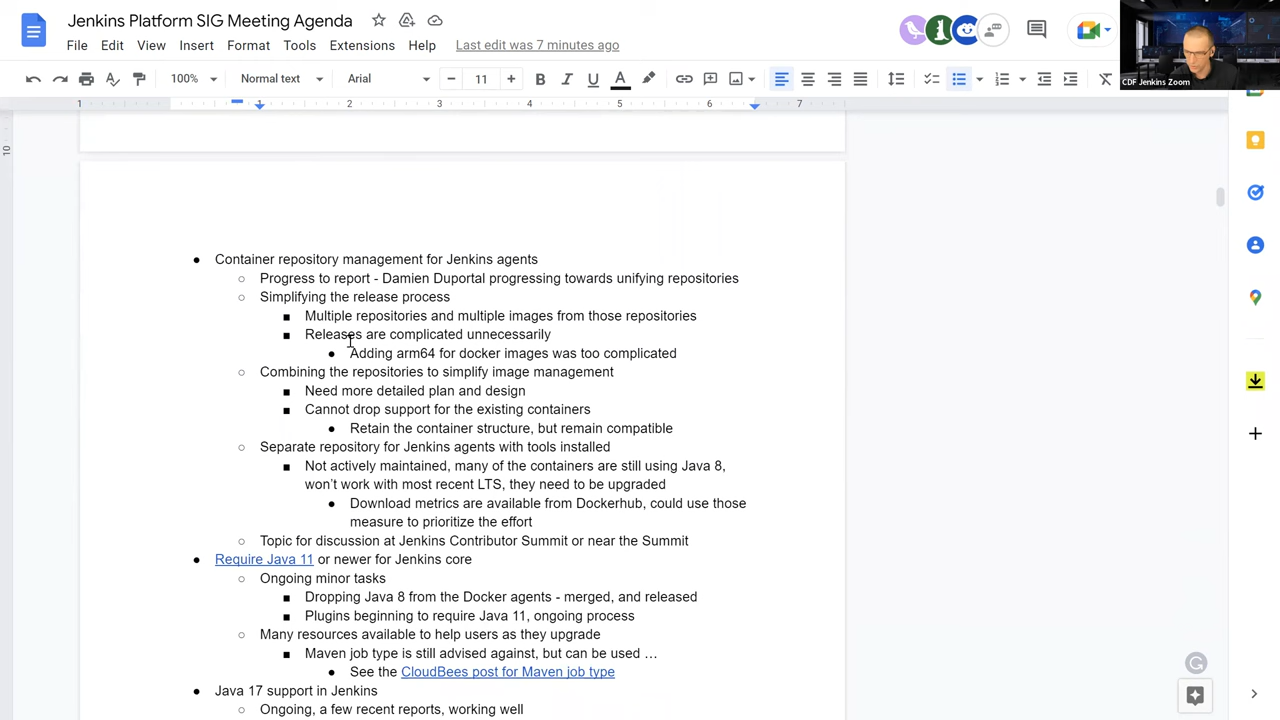 Jenkins Platform SIG Meeting Agenda
File Edit View Insert Format Tools Extensions Help Last edit was 7 minutes ago
CDF Jenkins Zoom
100% Normal text Arial 11
1 1 2 3 4 5 6 7
10
Container repository management for Jenkins agents
Progress to report - Damien Duportal progressing towards unifying repositories
Simplifying the release process
Multiple repositories and multiple images from those repositories
Releases are complicated unnecessarily
Adding arm64 for docker images was too complicated
Combining the repositories to simplify image management
Need more detailed plan and design
Cannot drop support for the existing containers
Retain the container structure, but remain compatible
Separate repository for Jenkins agents with tools installed
Not actively maintained, many of the containers are still using Java 8,
won't work with most recent LTS, they need to be upgraded
Download metrics are available from Dockerhub, could use those
measure to prioritize the effort
Topic for discussion at Jenkins Contributor Summit or near the Summit
Require Java 11 or newer for Jenkins core
Ongoing minor tasks
Dropping Java 8 from the Docker agents - merged, and released
Plugins beginning to require Java 11, ongoing process
Many resources available to help users as they upgrade
Maven job type is still advised against, but can be used …
See the CloudBees post for Maven job type
Java 17 support in Jenkins
Ongoing, a few recent reports, working well